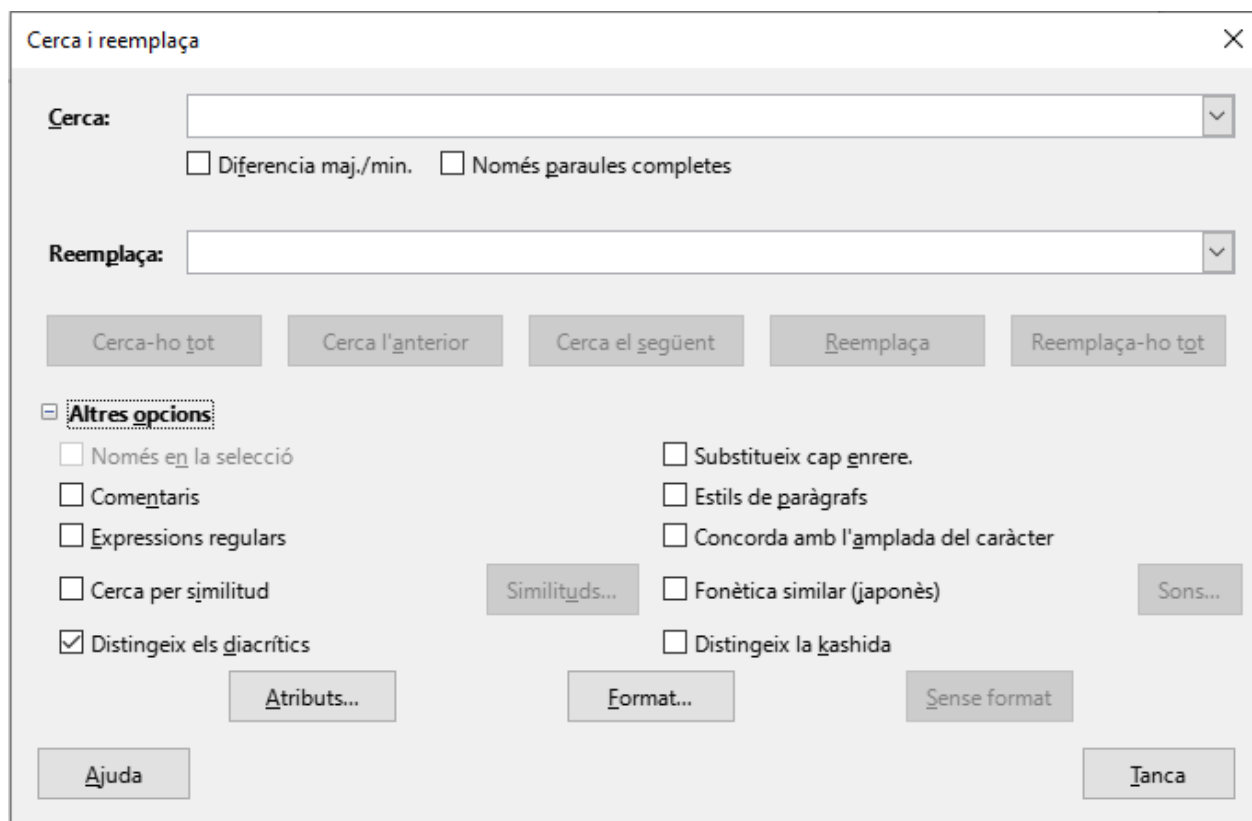 Cerca i reemplaça
Cerca:
Diferencia maj./min. Només paraules completes
Reemplaça:
Cerca-ho tot Cerca l'anterior Cerca el següent Reemplaça Reemplaça-ho tot
Altres opcions
Només en la selecció Substitueix cap enrere.
Comentaris Estils de paràgrafs
Expressions regulars Concorda amb l'amplada del caràcter
Cerca per similitud Similituds... Fonètica similar (japonès) Sons...
Distingeix els diacrítics Distingeix la kashida
Atributs... Format... Sense format
Ajuda Tanca